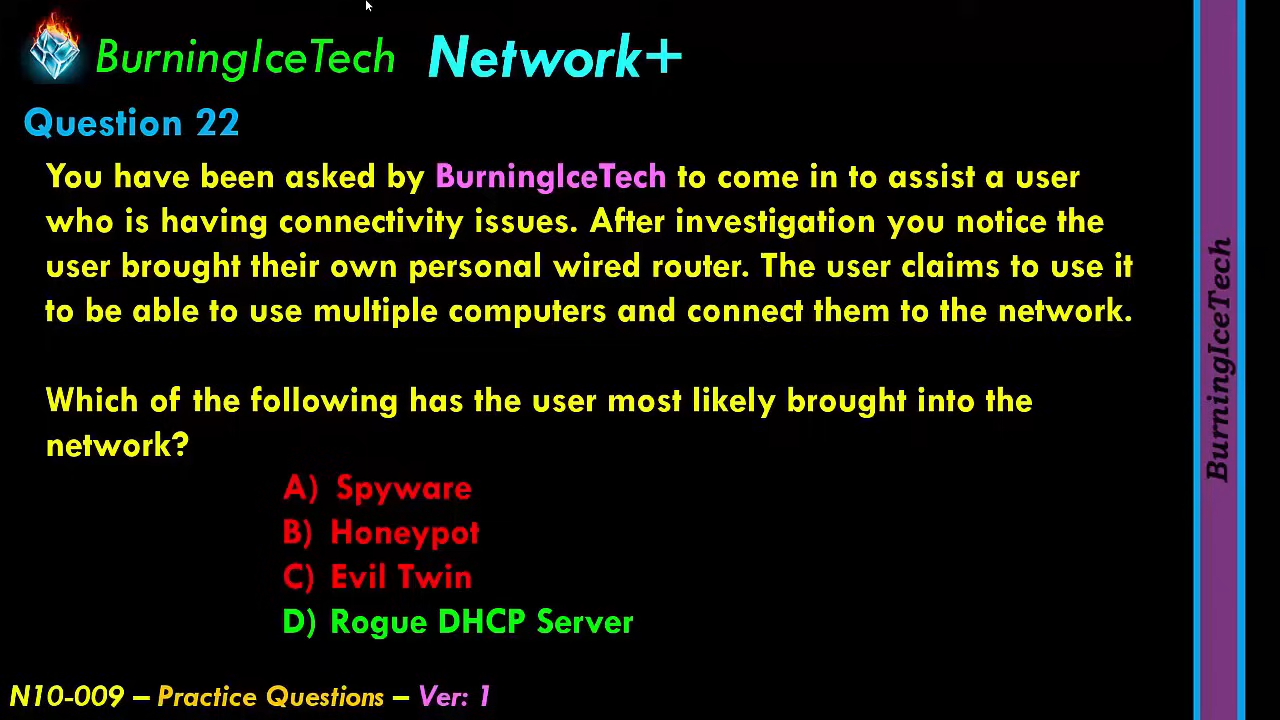 BurningIceTech Network+
Question 22
You have been asked by BurningIceTech to come in to assist a user
who is having connectivity issues. After investigation you notice the
user brought their own personal wired router. The user claims to use it
to be able to use multiple computers and connect them to the network.
Which of the following has the user most likely brought into the
network?
A) Spyware
B) Honeypot
C) Evil Twin
D) Rogue DHCP Server
N10-009 – Practice Questions – Ver: 1
BurningIceTech